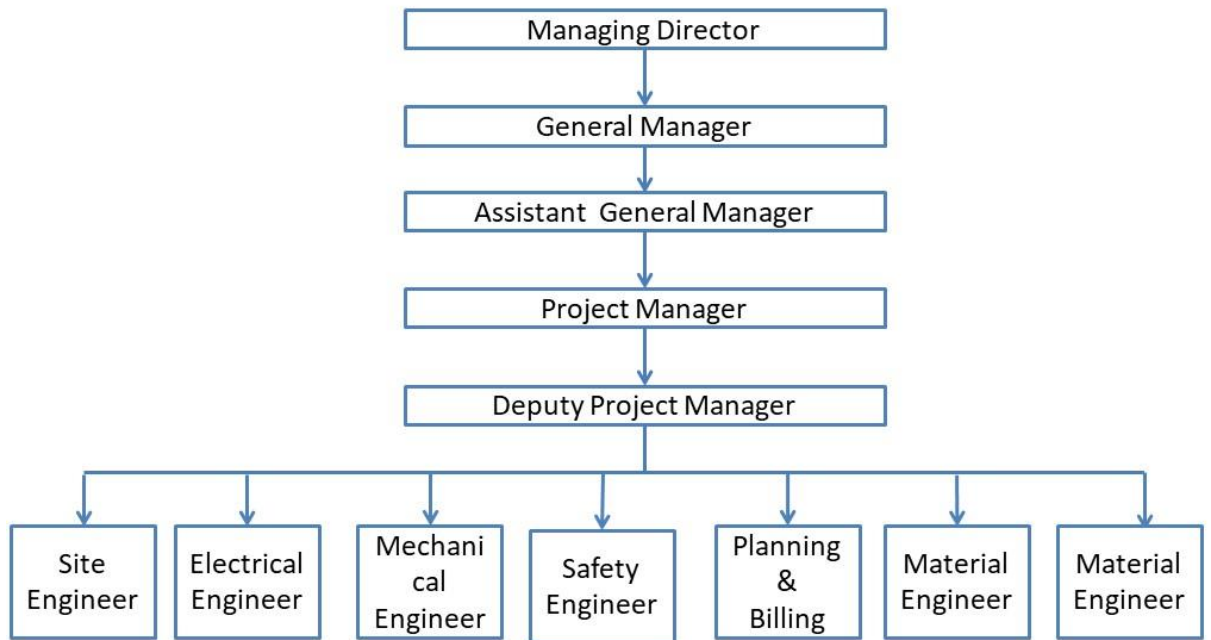 Managing Director
General Manager
Assistant General Manager
Project Manager
Deputy Project Manager
Site
Engineer
Electrical
Engineer
Mechani
cal
Engineer
Safety
Engineer
Planning
&
Billing
Material
Engineer
Material
Engineer